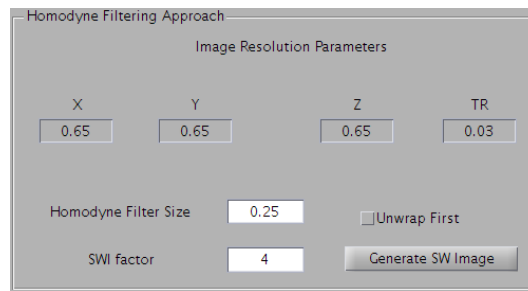 Homodyne Filtering Approach
Image Resolution Parameters
X Y Z TR
0.65 0.65 0.65 0.03
Homodyne Filter Size 0.25 Unwrap First
SWI factor 4 Generate SW Image